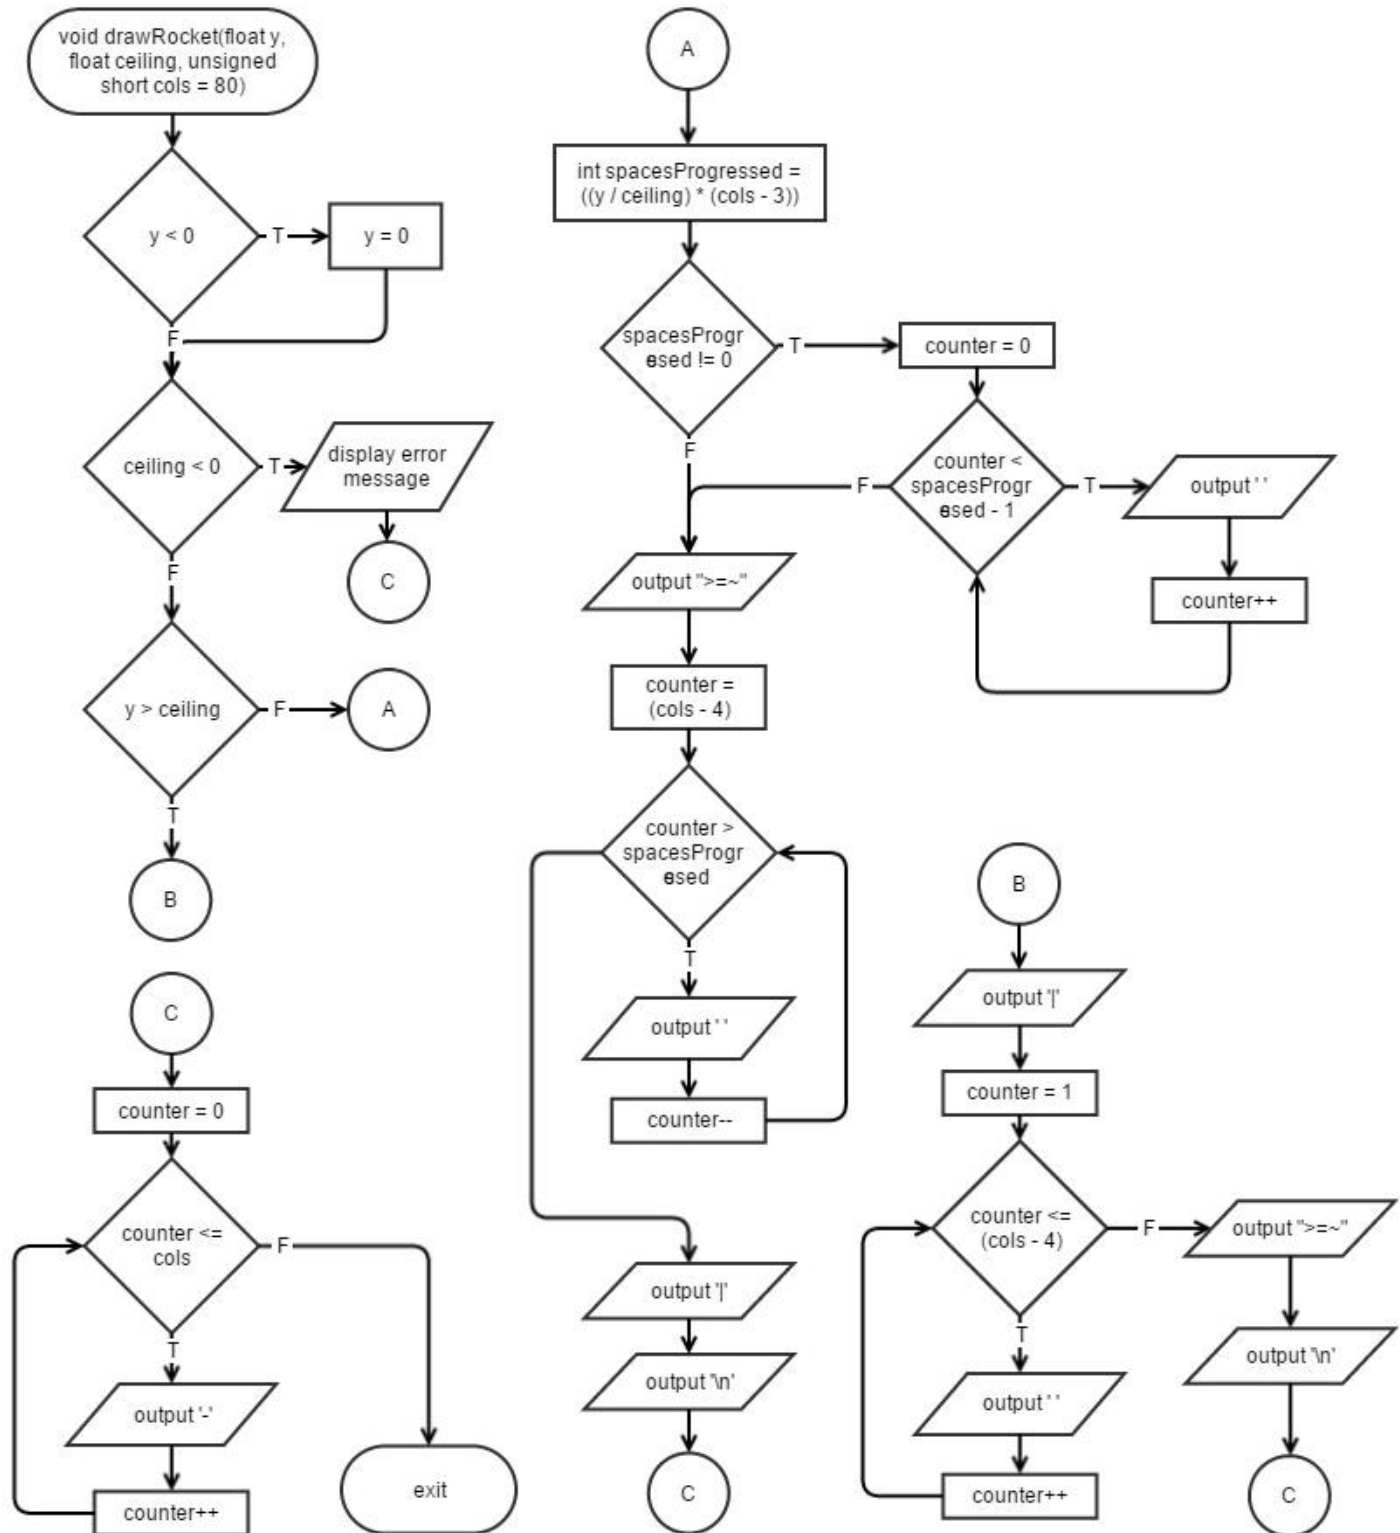 void drawRocket(float y,
float ceiling, unsigned
short cols = 80)
y < 0
T
y = 0
F
ceiling < 0
T
display error
message
C
F
y > ceiling
F
A
T
B
C
counter = 0
counter <=
cols
F
T
output '-'
counter++
exit
A
int spacesProgressed =
((y / ceiling) * (cols - 3))
spacesProgr
esed != 0
T
counter = 0
F
counter <
spacesProgr
esed - 1
F
T
output ' '
counter++
output ">=~"
counter =
(cols - 4)
counter >
spacesProgr
esed
T
output ' '
counter--
output '|'
output '\n'
C
B
output '|'
counter = 1
counter <=
(cols - 4)
F
output ">=~"
T
output '\n'
output ' '
counter++
C